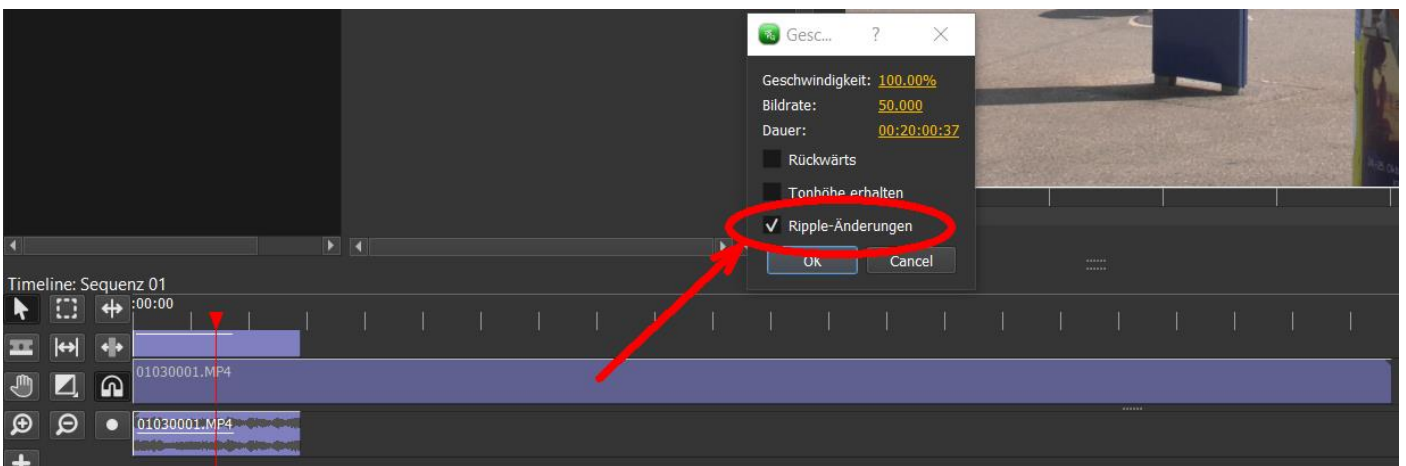 Gesc... ?
Geschwindigkeit: 100.00%
Bildrate: 50.000
Dauer: 00:20:00:37
Rückwärts
Tonhöhe erhalten
Ripple-Änderungen
OK Cancel
Timeline: Sequenz 01
:00:00
01030001.MP4
01030001.MP4